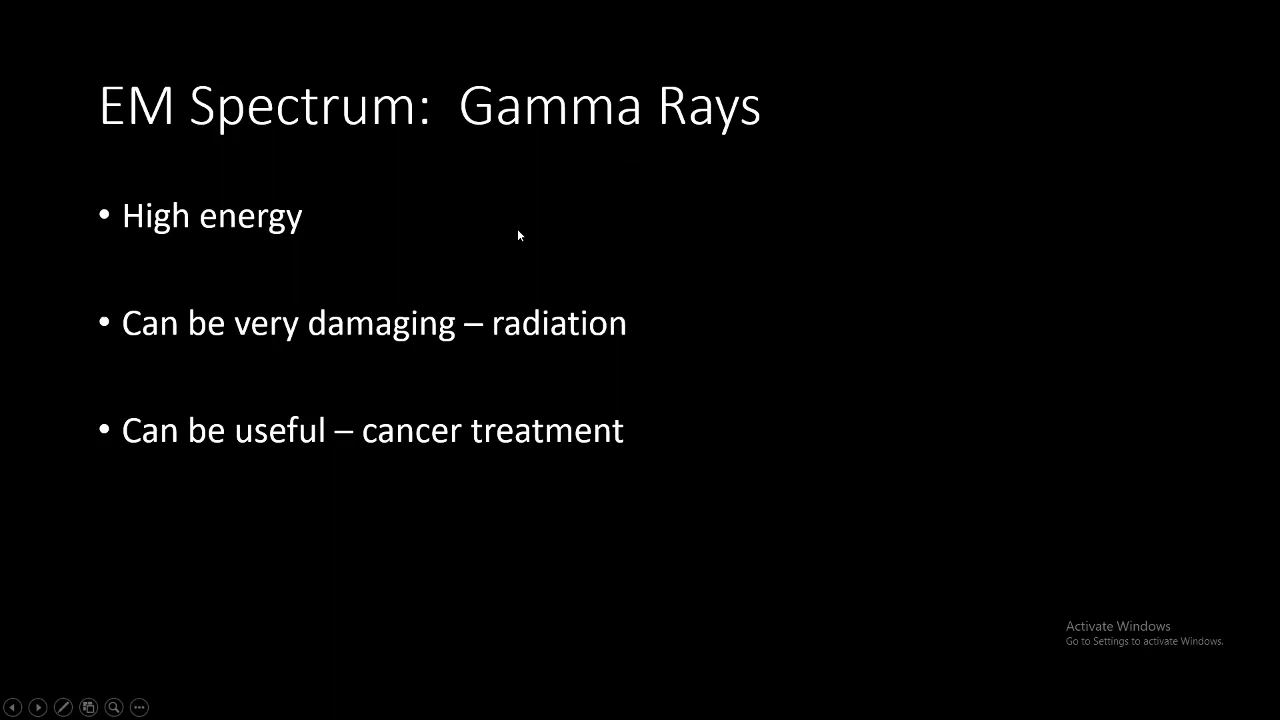 EM Spectrum: Gamma Rays
• High energy
• Can be very damaging – radiation
• Can be useful – cancer treatment
Activate Windows
Go to Settings to activate Windows.